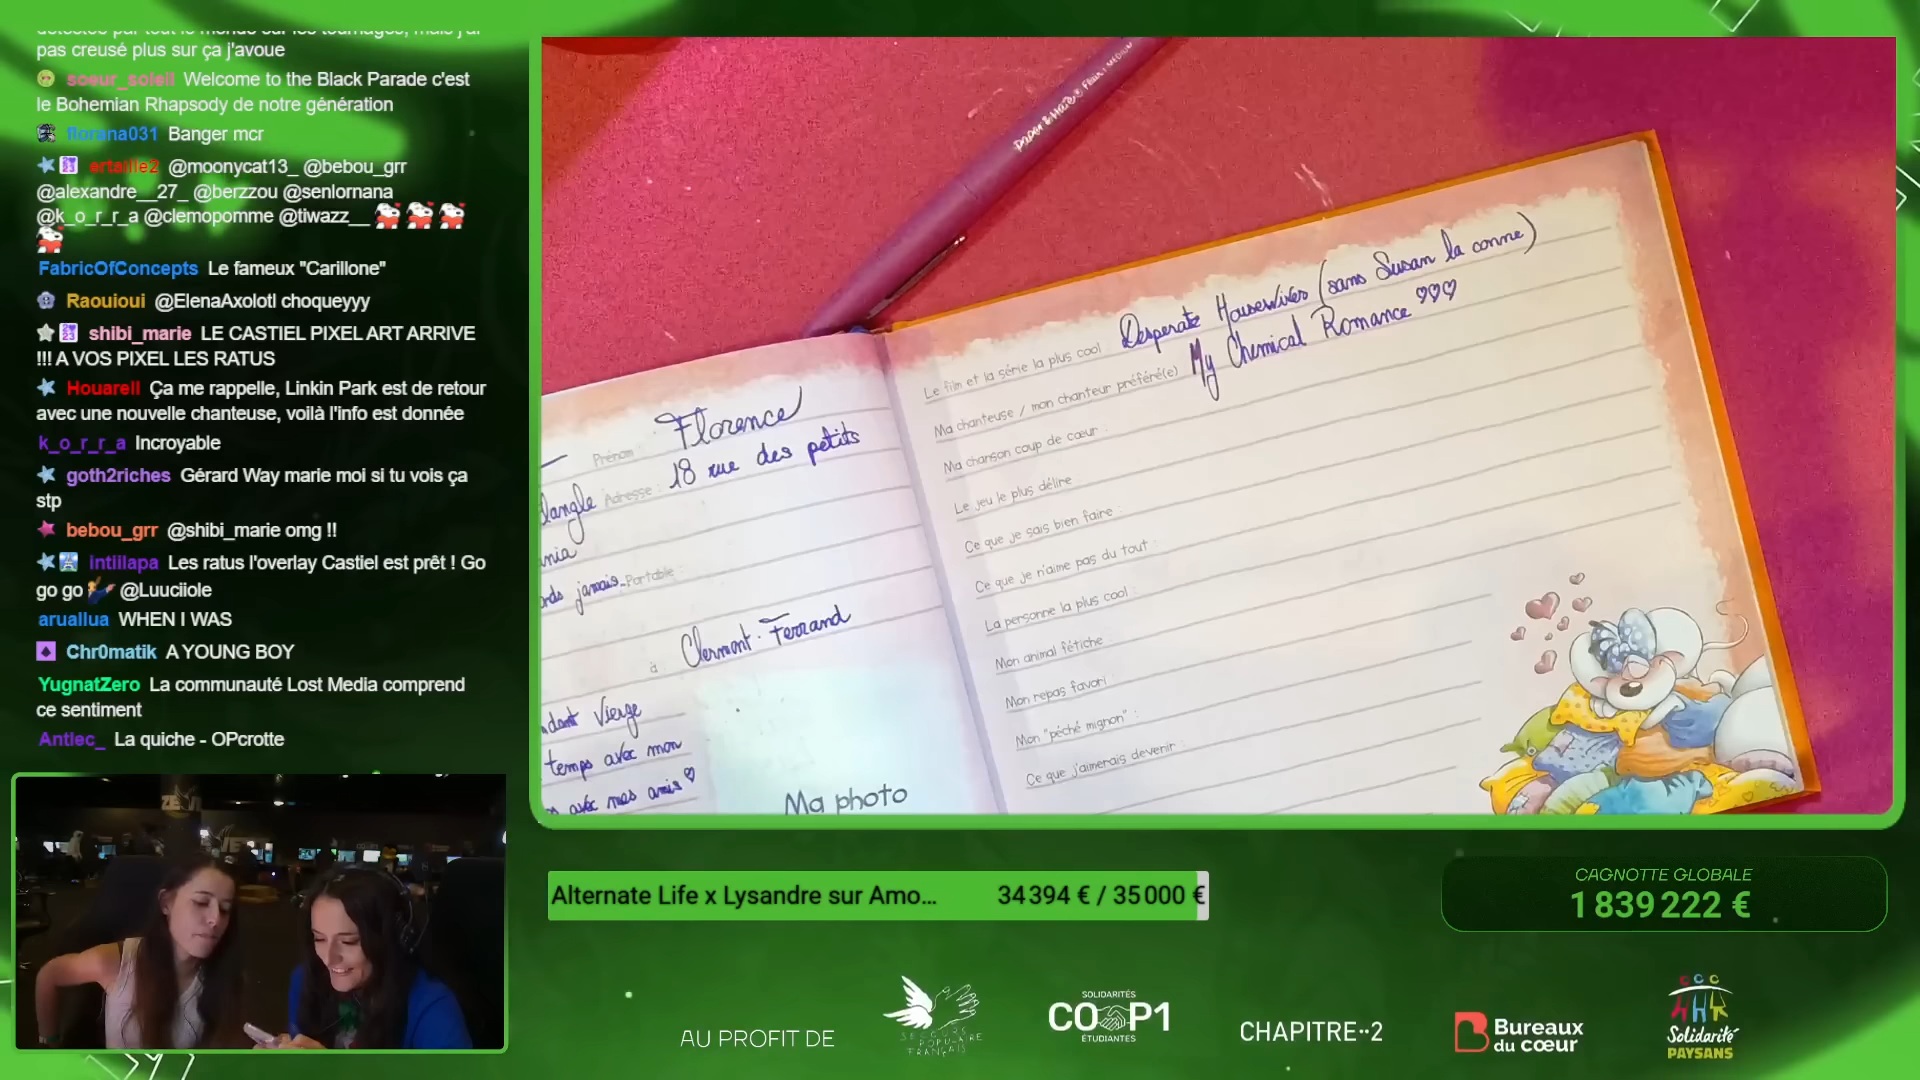 pas creusé plus sur ça j'avoue
soeur_soleil Welcome to the Black Parade c'est
le Bohemian Rhapsody de notre génération
florana031 Banger mcr
ertaille2 @moonycat13_ @bebou_grr
@alexandre__27_ @berzzou @senlornana
@k_o_r_r_a @clemopomme @tiwazz__
FabricOfConcepts Le fameux "Carillone"
Raouioui @ElenaAxolotl choqueyyy
shibi_marie LE CASTIEL PIXEL ART ARRIVE
!!! A VOS PIXEL LES RATUS
Houarell Ça me rappelle, Linkin Park est de retour
avec une nouvelle chanteuse, voilà l'info est donnée
k_o_r_r_a Incroyable
goth2riches Gérard Way marie moi si tu vois ça
stp
bebou_grr @shibi_marie omg !!
intillapa Les ratus l'overlay Castiel est prêt ! Go
go go @Luuciiole
aruallua WHEN I WAS
Chr0matik A YOUNG BOY
YugnatZero La communauté Lost Media comprend
ce sentiment
Antlec_ La quiche - OPcrotte
Paper Mate Flair
Prénom : Florence
Adresse : 18 rue des petits
jamais Portable :
à : Clermont-Ferrand
Vierge
temps avec mon
avec mes amis
Ma photo
Le film et la série la plus cool : Desperate Housewives (sans Susan la conne)
Ma chanteuse / mon chanteur préféré(e) My Chemical Romance ♡♡♡
Ma chanson coup de cœur :
Le jeu le plus délire
Ce que je sais bien faire :
Ce que je n'aime pas du tout :
La personne la plus cool :
Mon animal fétiche :
Mon repas favori
Mon "péché mignon" :
Ce que j'aimerais devenir :
Alternate Life x Lysandre sur Amo... 34 394 € / 35 000 €
CAGNOTTE GLOBALE
1 839 222 €
AU PROFIT DE
SECOURS POPULAIRE FRANÇAIS
SOLIDARITÉS
COP1
ÉTUDIANTES
CHAPITRE··2
Bureaux
du cœur
Solidarité
PAYSANS